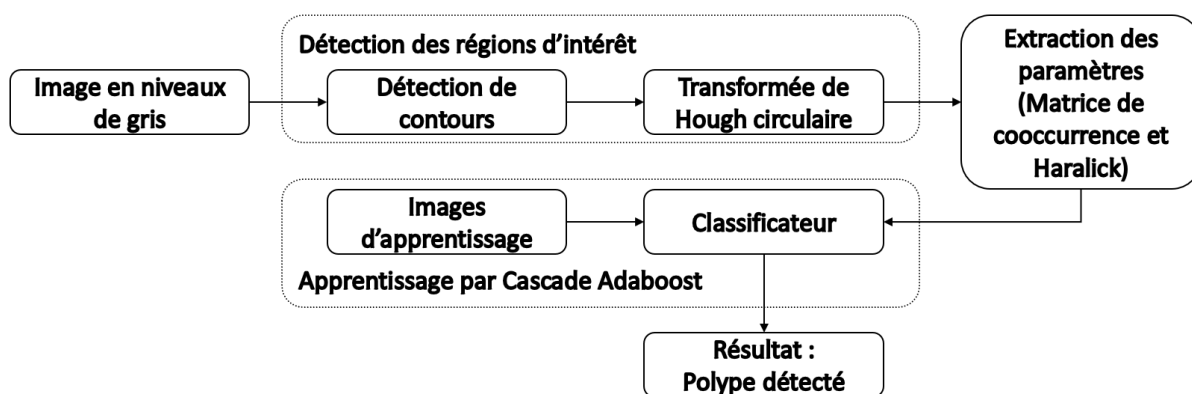 Détection des régions d'intérêt
Image en niveaux
de gris
Détection de
contours
Transformée de
Hough circulaire
Extraction des
paramètres
(Matrice de
cooccurrence et
Haralick)
Images
d'apprentissage
Classificateur
Apprentissage par Cascade Adaboost
Résultat :
Polype détecté